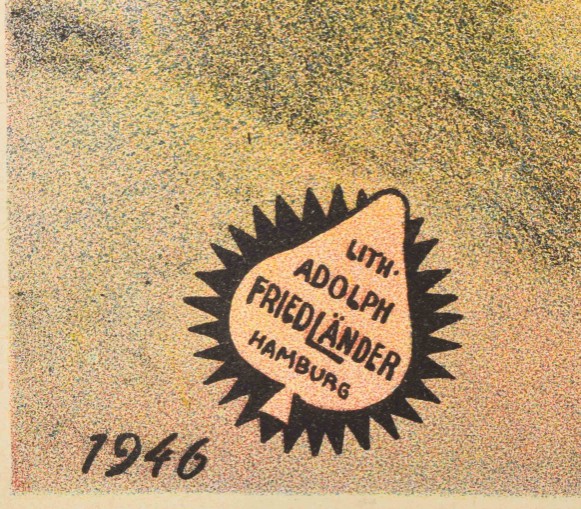 LITH.
ADOLPH
FRIEDLÄNDER
HAMBURG
1946